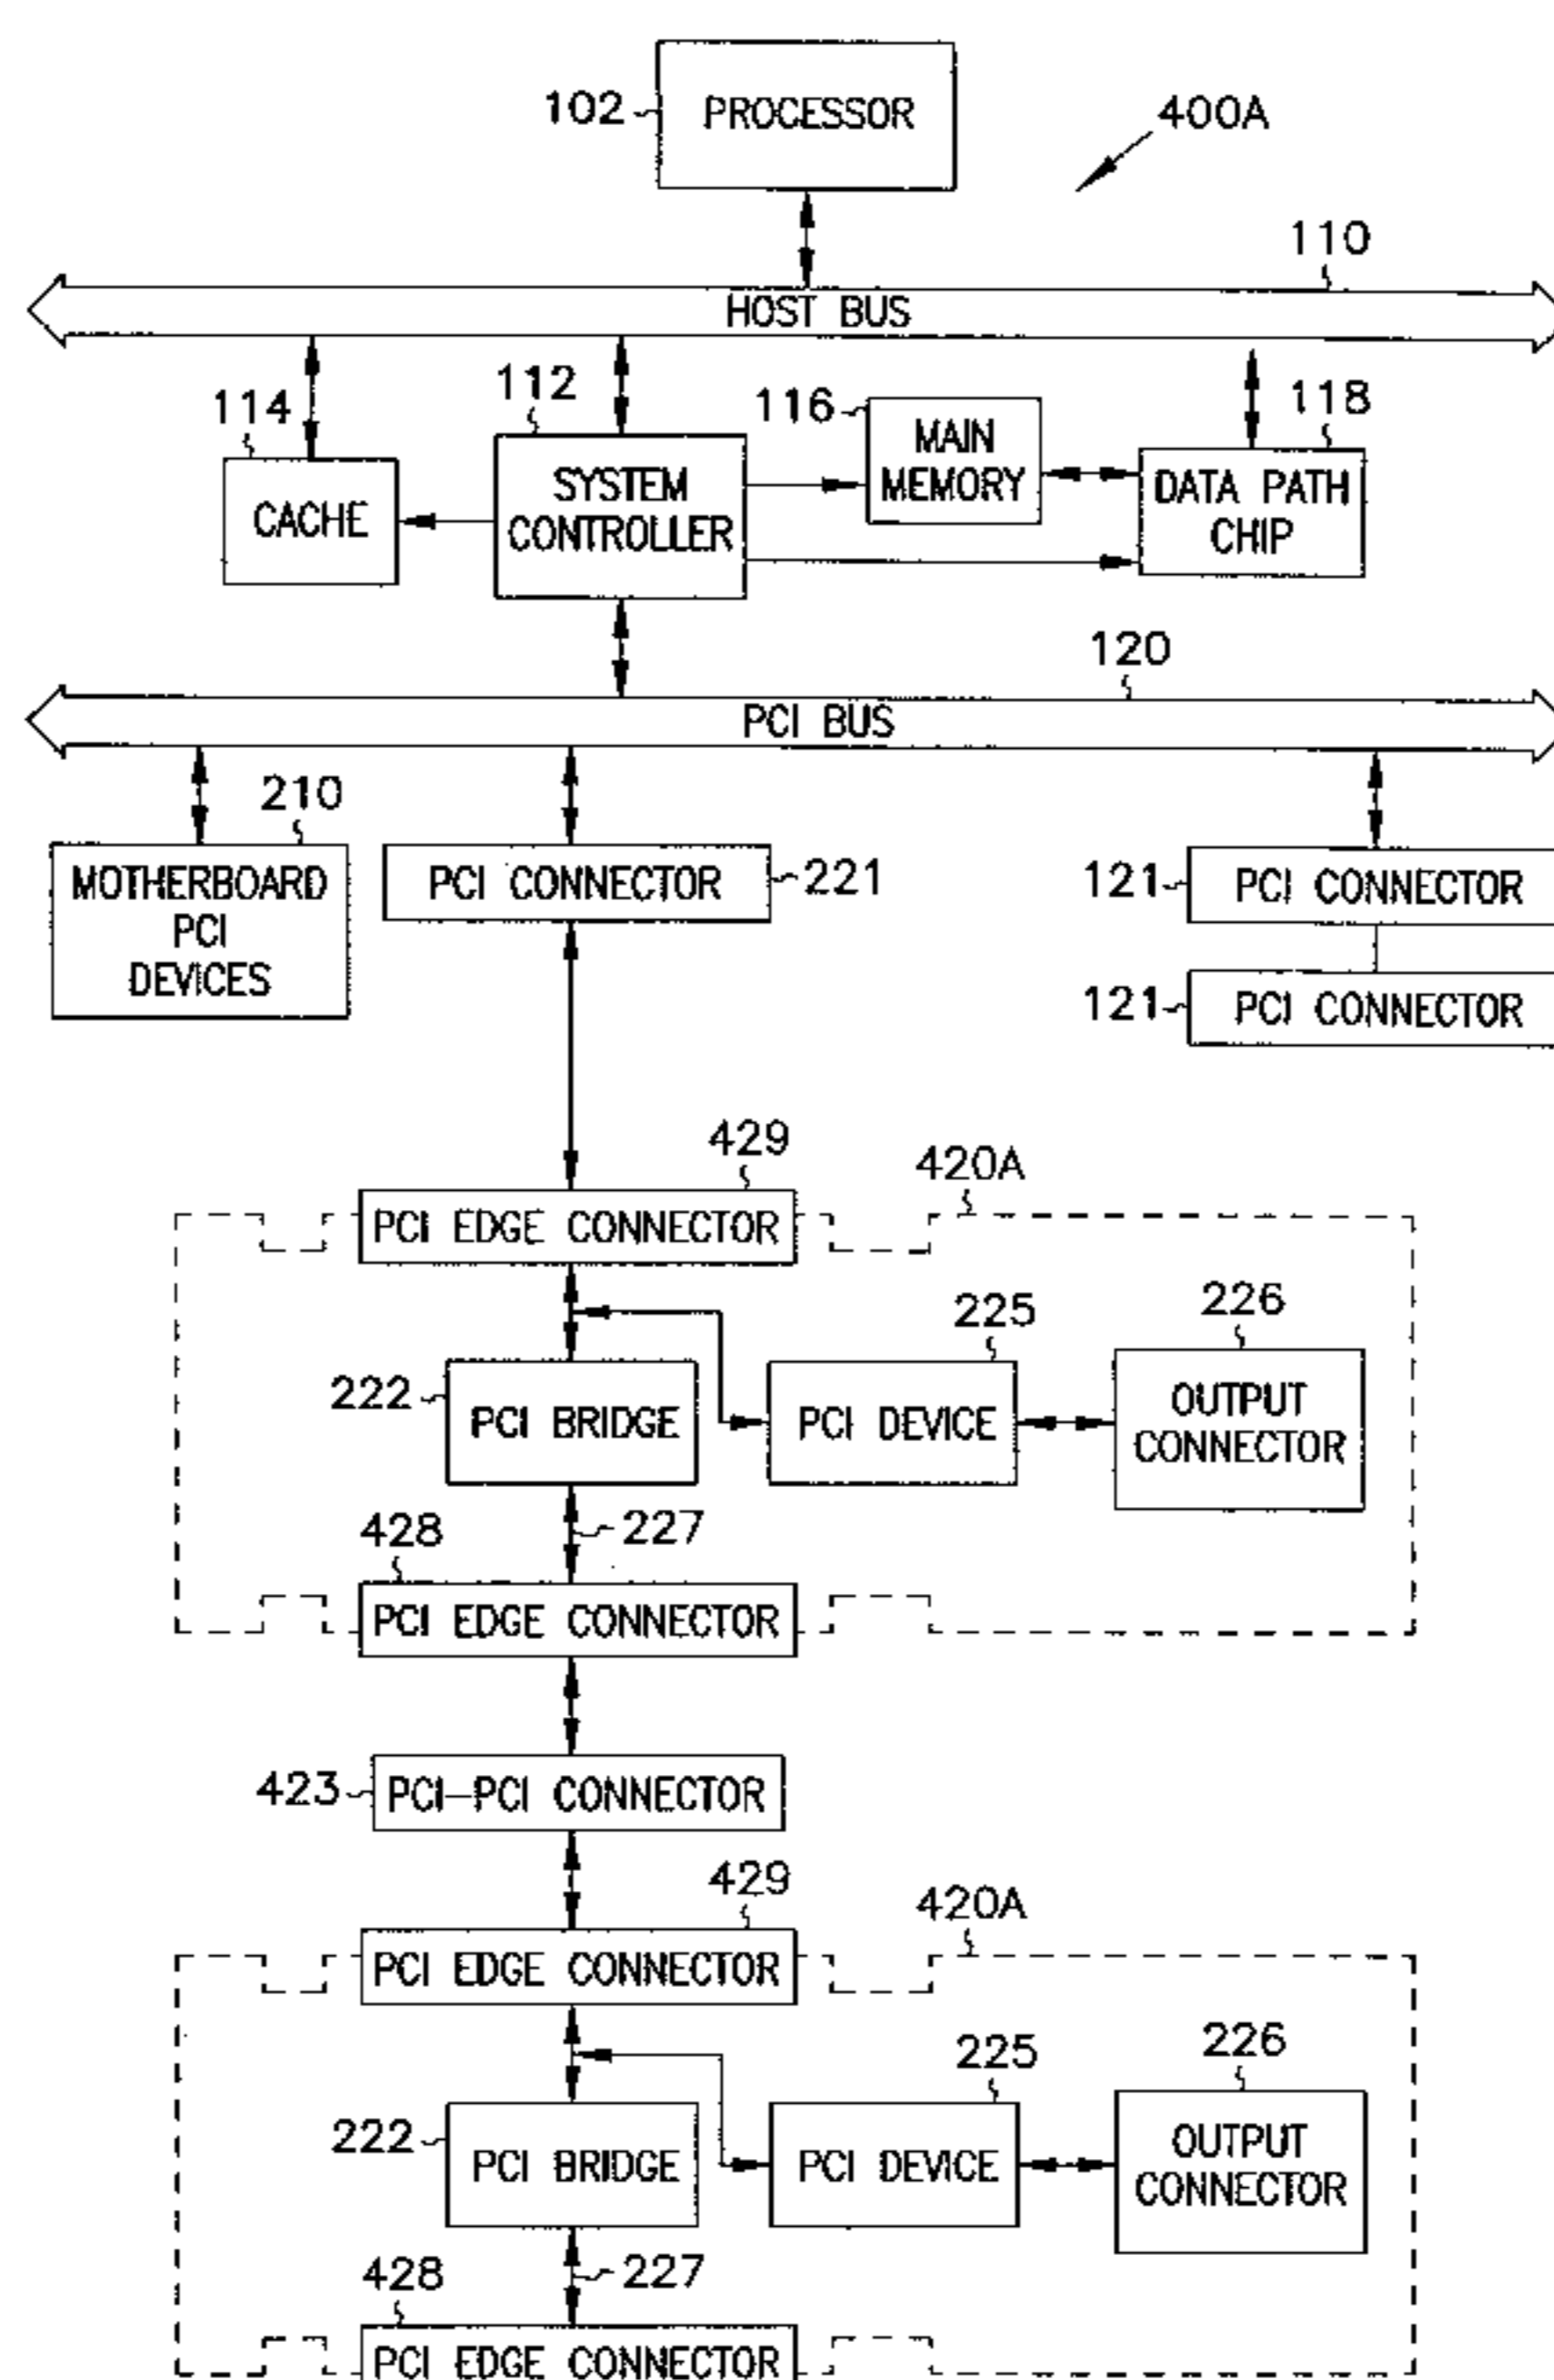 102
PROCESSOR
400A
110
HOST BUS
114
112
116
118
CACHE
SYSTEM
CONTROLLER
MAIN
MEMORY
DATA PATH
CHIP
120
PCI BUS
210
MOTHERBOARD
PCI
DEVICES
PCI CONNECTOR
221
121
PCI CONNECTOR
121
PCI CONNECTOR
429
420A
PCI EDGE CONNECTOR
225
226
222
PCI BRIDGE
PCI DEVICE
OUTPUT
CONNECTOR
428
227
PCI EDGE CONNECTOR
423
PCI-PCI CONNECTOR
429
420A
PCI EDGE CONNECTOR
225
226
222
PCI BRIDGE
PCI DEVICE
OUTPUT
CONNECTOR
428
227
PCI EDGE CONNECTOR